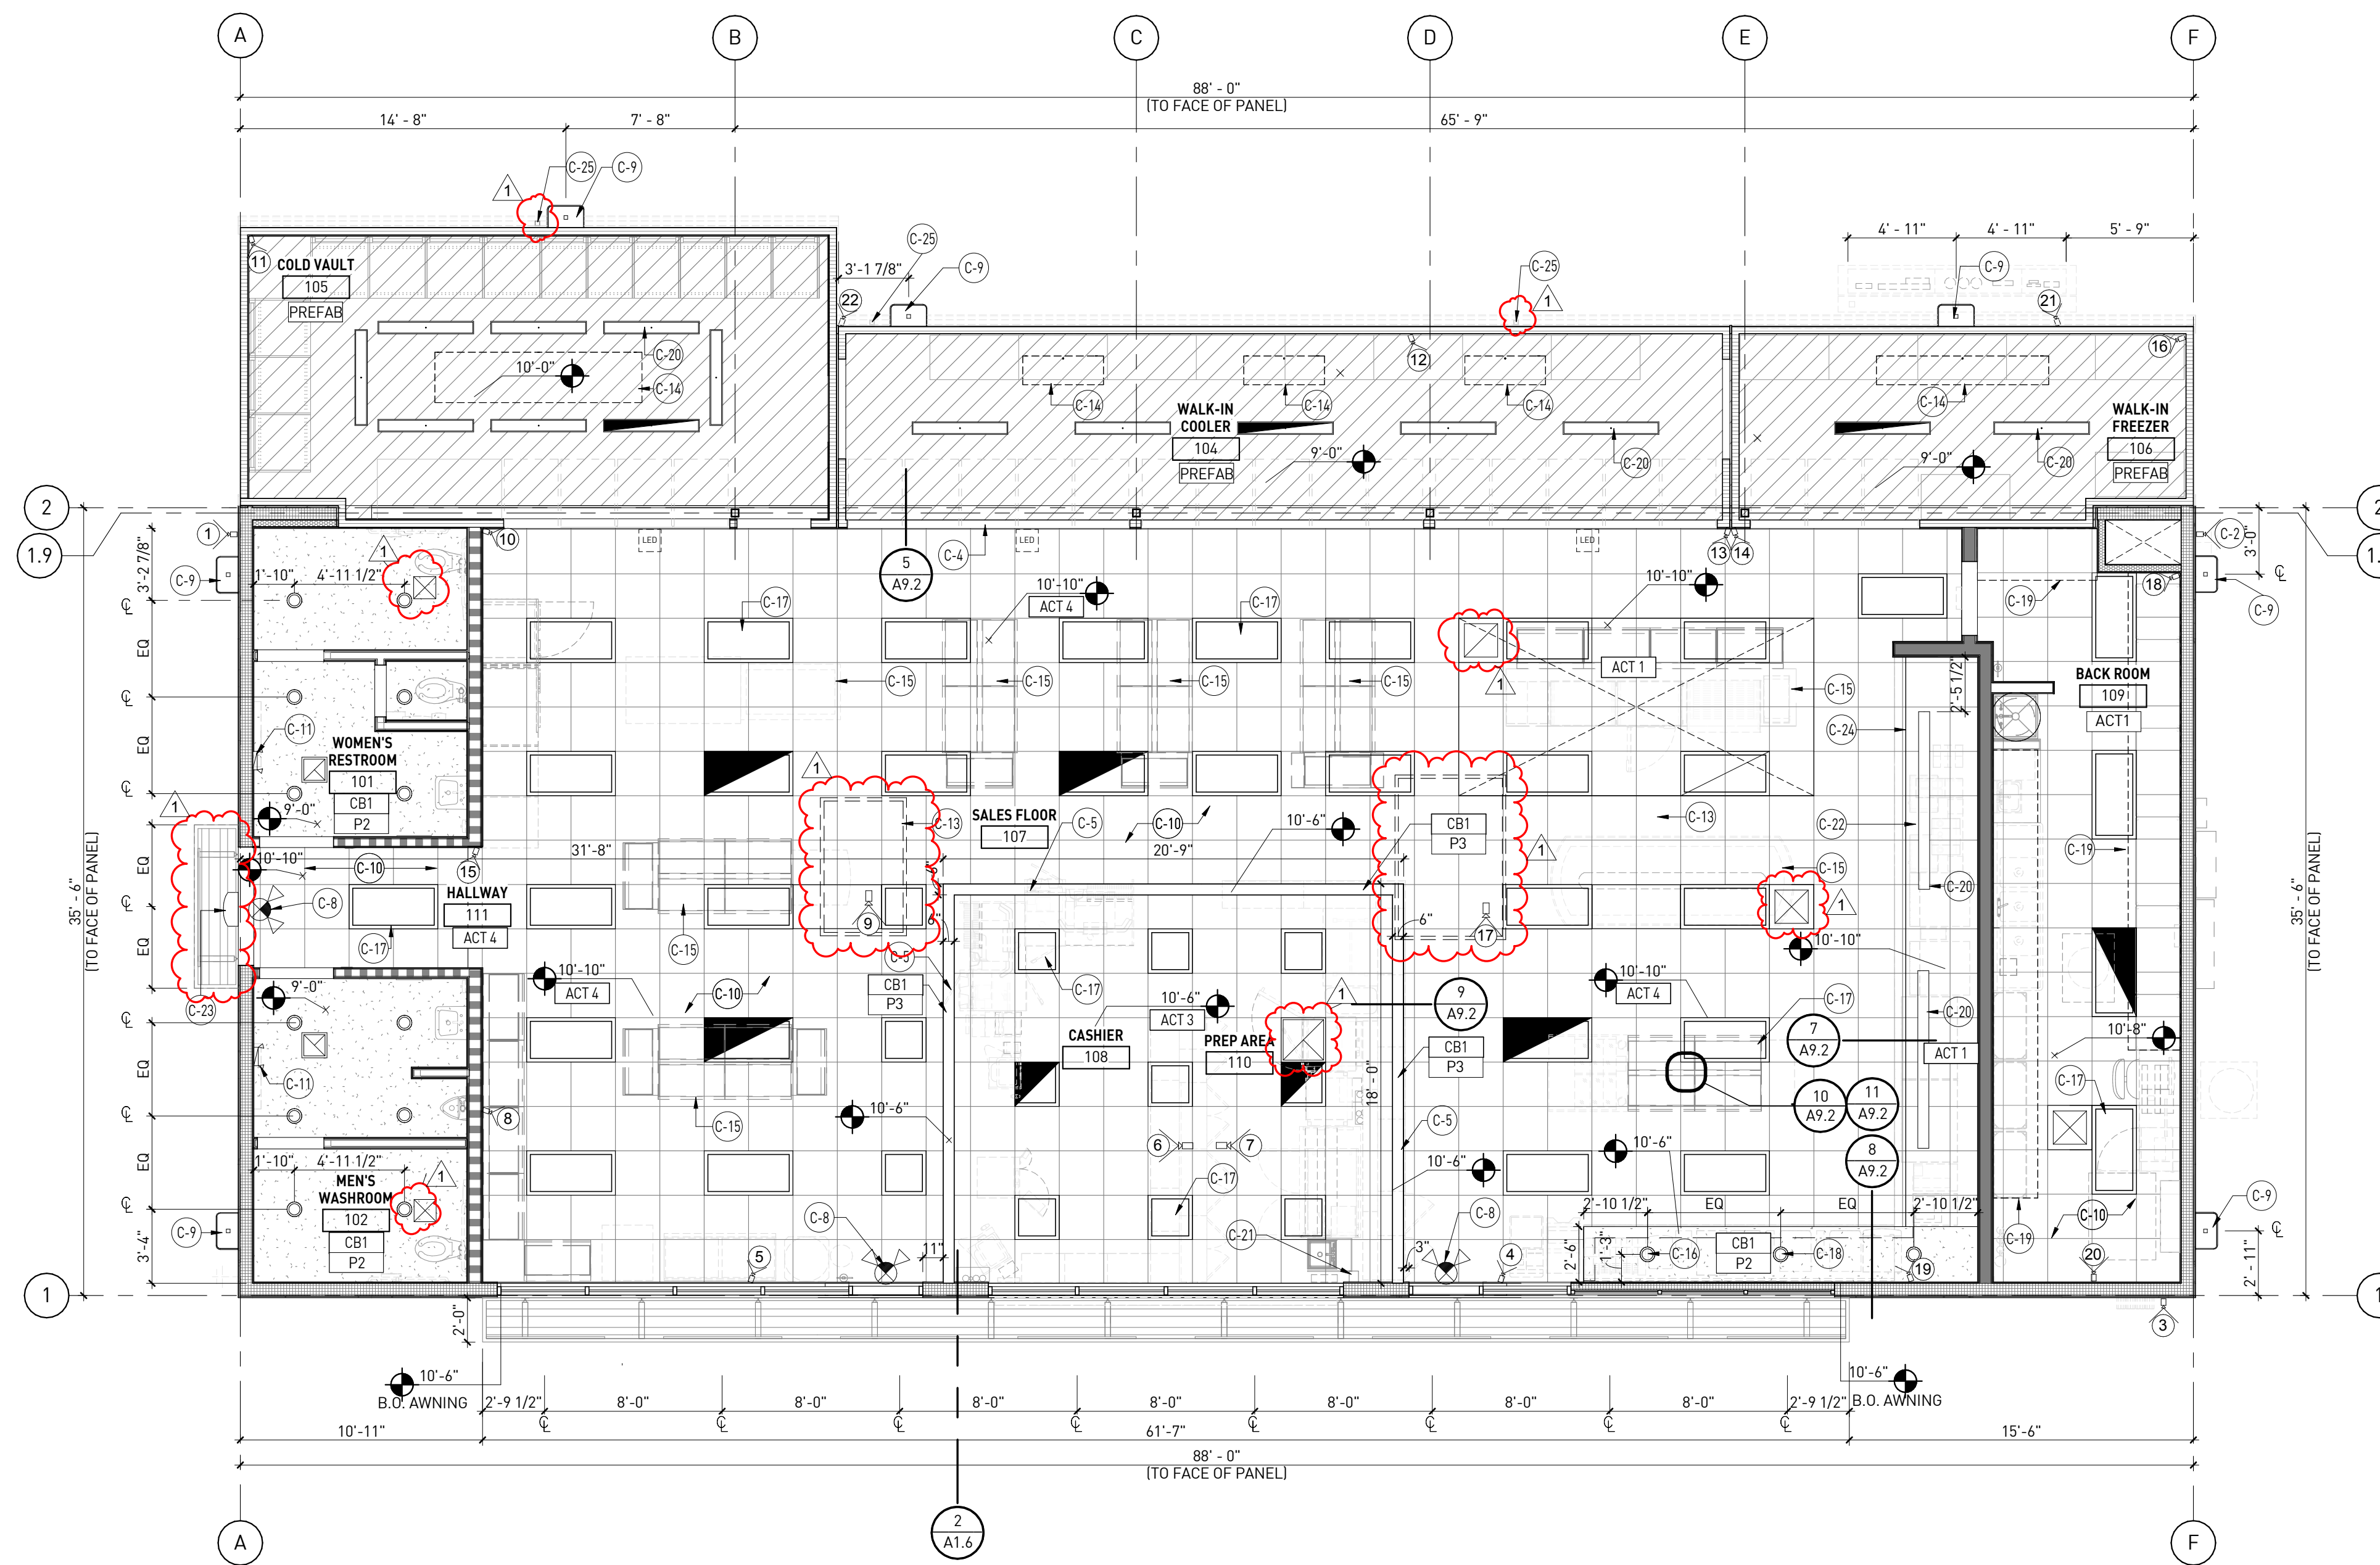 A
B
C
D
E
F
88' - 0"
(TO FACE OF PANEL)
14' - 8"
7' - 8"
65' - 9"
C-25
C-9
1
C-25
C-9
3'-1 7/8"
22
C-25
1
4' - 11"
4' - 11"
5' - 9"
C-9
21
11
COLD VAULT
105
PREFAB
C-20
10'-0"
C-14
12
16
C-14
C-14
C-14
C-14
WALK-IN
COOLER
104
PREFAB
9'-0"
C-20
WALK-IN
FREEZER
106
PREFAB
9'-0"
C-20
2
1.9
1
C-9
3'-2 7/8"
1
1'-10"
4'-11 1/2"
10
LED
LED
LED
C-4
5
A9.2
13
14
C-2
3'-0"
18
C-9
C-19
10'-10"
ACT 4
C-17
C-17
10'-10"
ACT 1
1
C-15
C-15
C-15
C-15
C-15
C-24
2'-5 1/2"
BACK ROOM
109
ACT1
EQ
EQ
C-11
WOMEN'S
RESTROOM
101
CB1
P2
9'-0"
1
1
C-13
SALES FLOOR
107
C-5
C-10
10'-6"
CB1
P3
1
C-13
C-22
C-19
31'-8"
20'-9"
10'-10"
C-10
15
HALLWAY
111
ACT 4
C-8
C-17
C-15
9
6"
6"
6"
17
C-15
1
C-20
35' - 6"
(TO FACE OF PANEL)
35' - 6"
(TO FACE OF PANEL)
EQ
EQ
C-23
9'-0"
10'-10"
ACT 4
C-10
C-5
CB1
P3
C-17
10'-6"
ACT 3
1
9
A9.2
10'-10"
ACT 4
10'-10"
C-17
7
A9.2
C-20
ACT 1
10'-8"
CASHIER
108
PREP AREA
110
CB1
P3
18' - 0"
C-11
EQ
EQ
8
C-15
10'-6"
6
7
C-5
10
A9.2
11
A9.2
8
A9.2
C-17
1'-10"
4'-11 1/2"
1
MEN'S
WASHROOM
102
CB1
P2
C-9
3'-4"
10'-6"
10'-6"
C-17
C-8
C-8
C-21
11"
3"
5
4
2'-10 1/2"
EQ
EQ
2'-10 1/2"
2'-6"
1'-3"
C-16
CB1
P2
C-18
19
C-19
C-10
20
C-9
2' - 11"
1
3
2'-0"
10'-6"
B.O. AWNING
10'-6"
B.O. AWNING
2'-9 1/2"
8'-0"
8'-0"
8'-0"
8'-0"
8'-0"
8'-0"
8'-0"
2'-9 1/2"
10'-11"
61'-7"
15'-6"
88' - 0"
(TO FACE OF PANEL)
2
A1.6
A
F